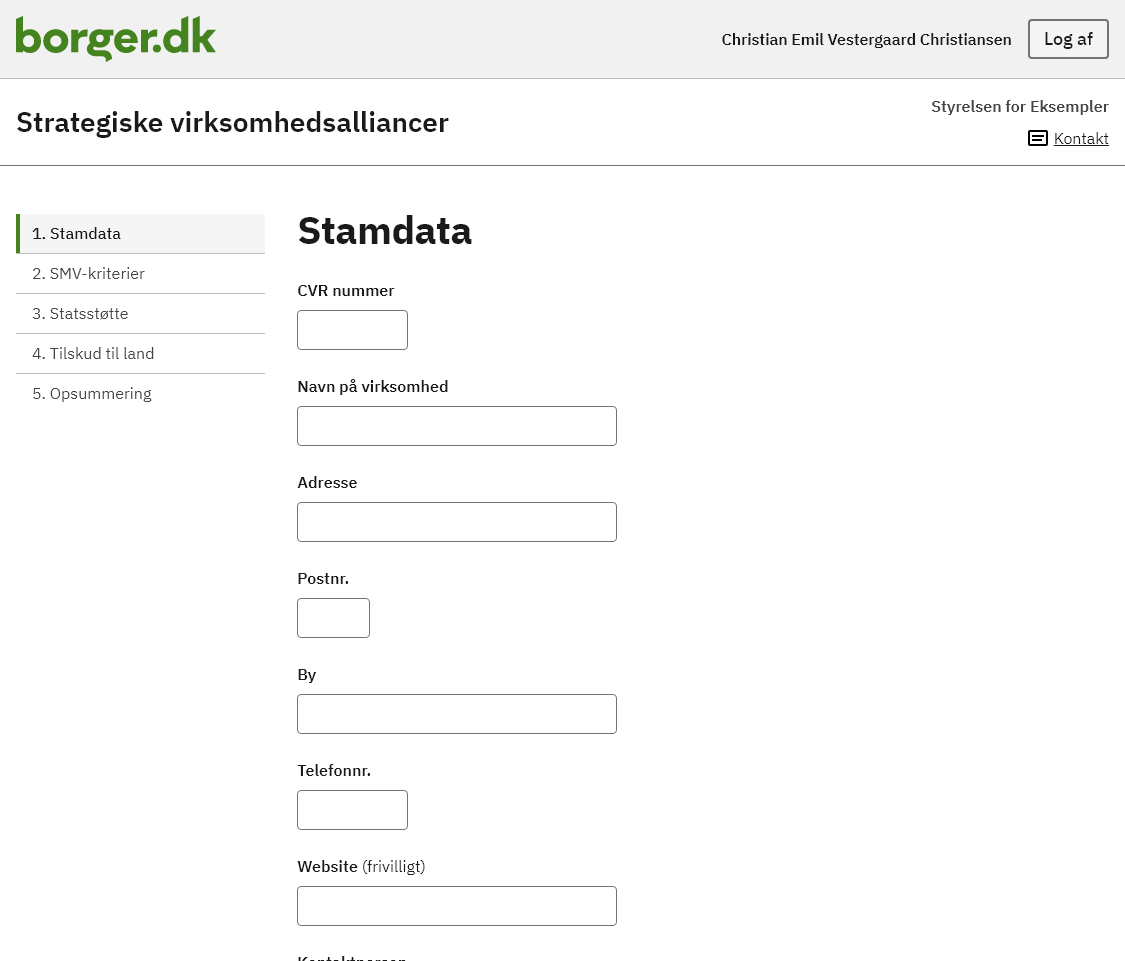 borger.dk
Christian Emil Vestergaard Christiansen
Log af
Strategiske virksomhedsalliancer
Styrelsen for Eksempler
Kontakt
1. Stamdata
2. SMV-kriterier
3. Statsstøtte
4. Tilskud til land
5. Opsummering
Stamdata
CVR nummer
Navn på virksomhed
Adresse
Postnr.
By
Telefonnr.
Website (frivilligt)
Kontaktperson